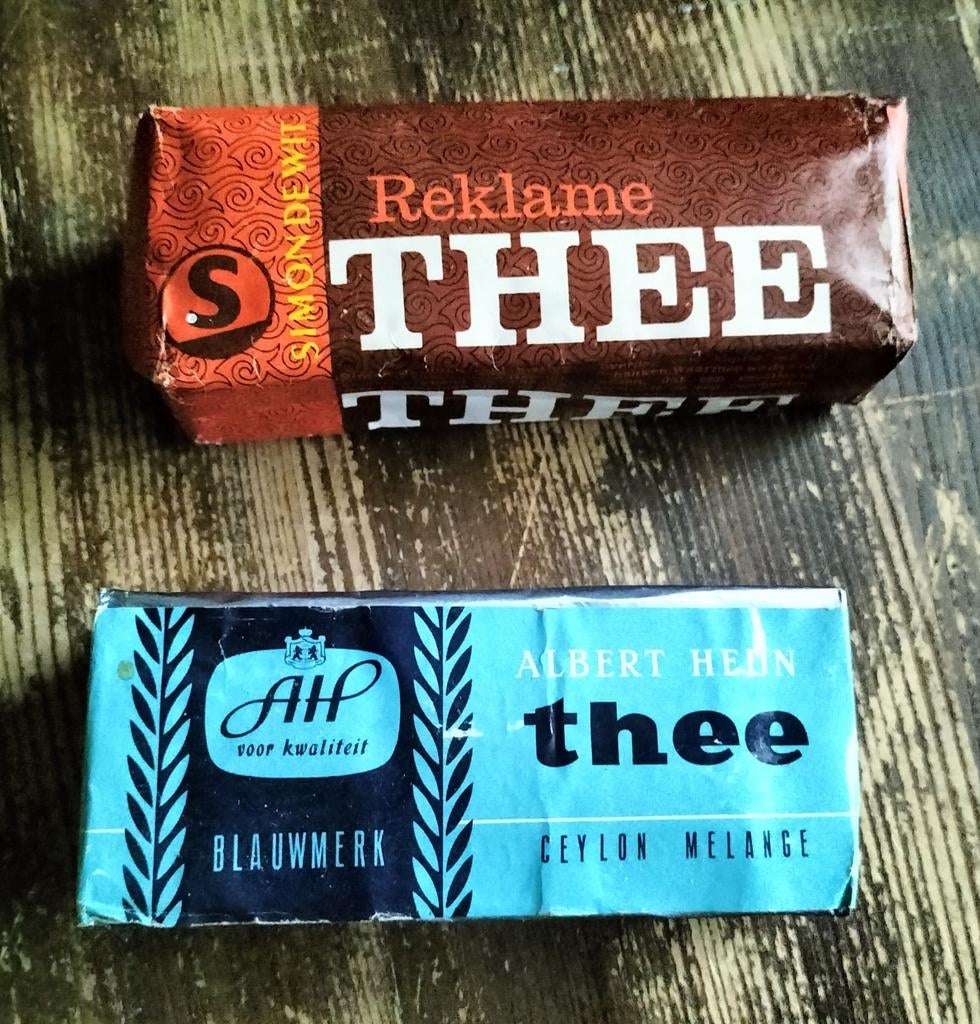 S
SIMON DE WIT
Reklame
THEE
THEE
AH
voor kwaliteit
BLAUWMERK
ALBERT HEIJN
thee
CEYLON MELANGE